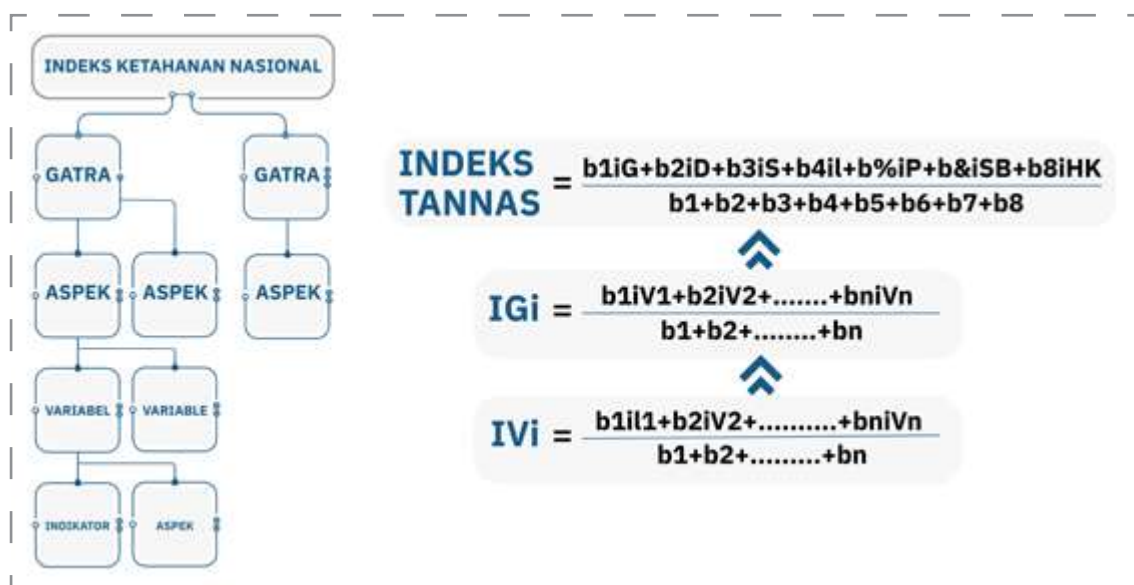 INDEKS KETAHANAN NASIONAL
GATRA
GATRA
ASPEK
ASPEK
ASPEK
VARIABEL
VARIABLE
INDIKATOR
ASPEK
INDEKS
TANNAS
=
b1iG+b2iD+b3iS+b4il+b%iP+b&iSB+b8iHK
b1+b2+b3+b4+b5+b6+b7+b8
IGi =
b1iV1+b2iV2+.......+bniVn
b1+b2+........+bn
IVi =
b1il1+b2iV2+..........+bniVn
b1+b2+.........+bn